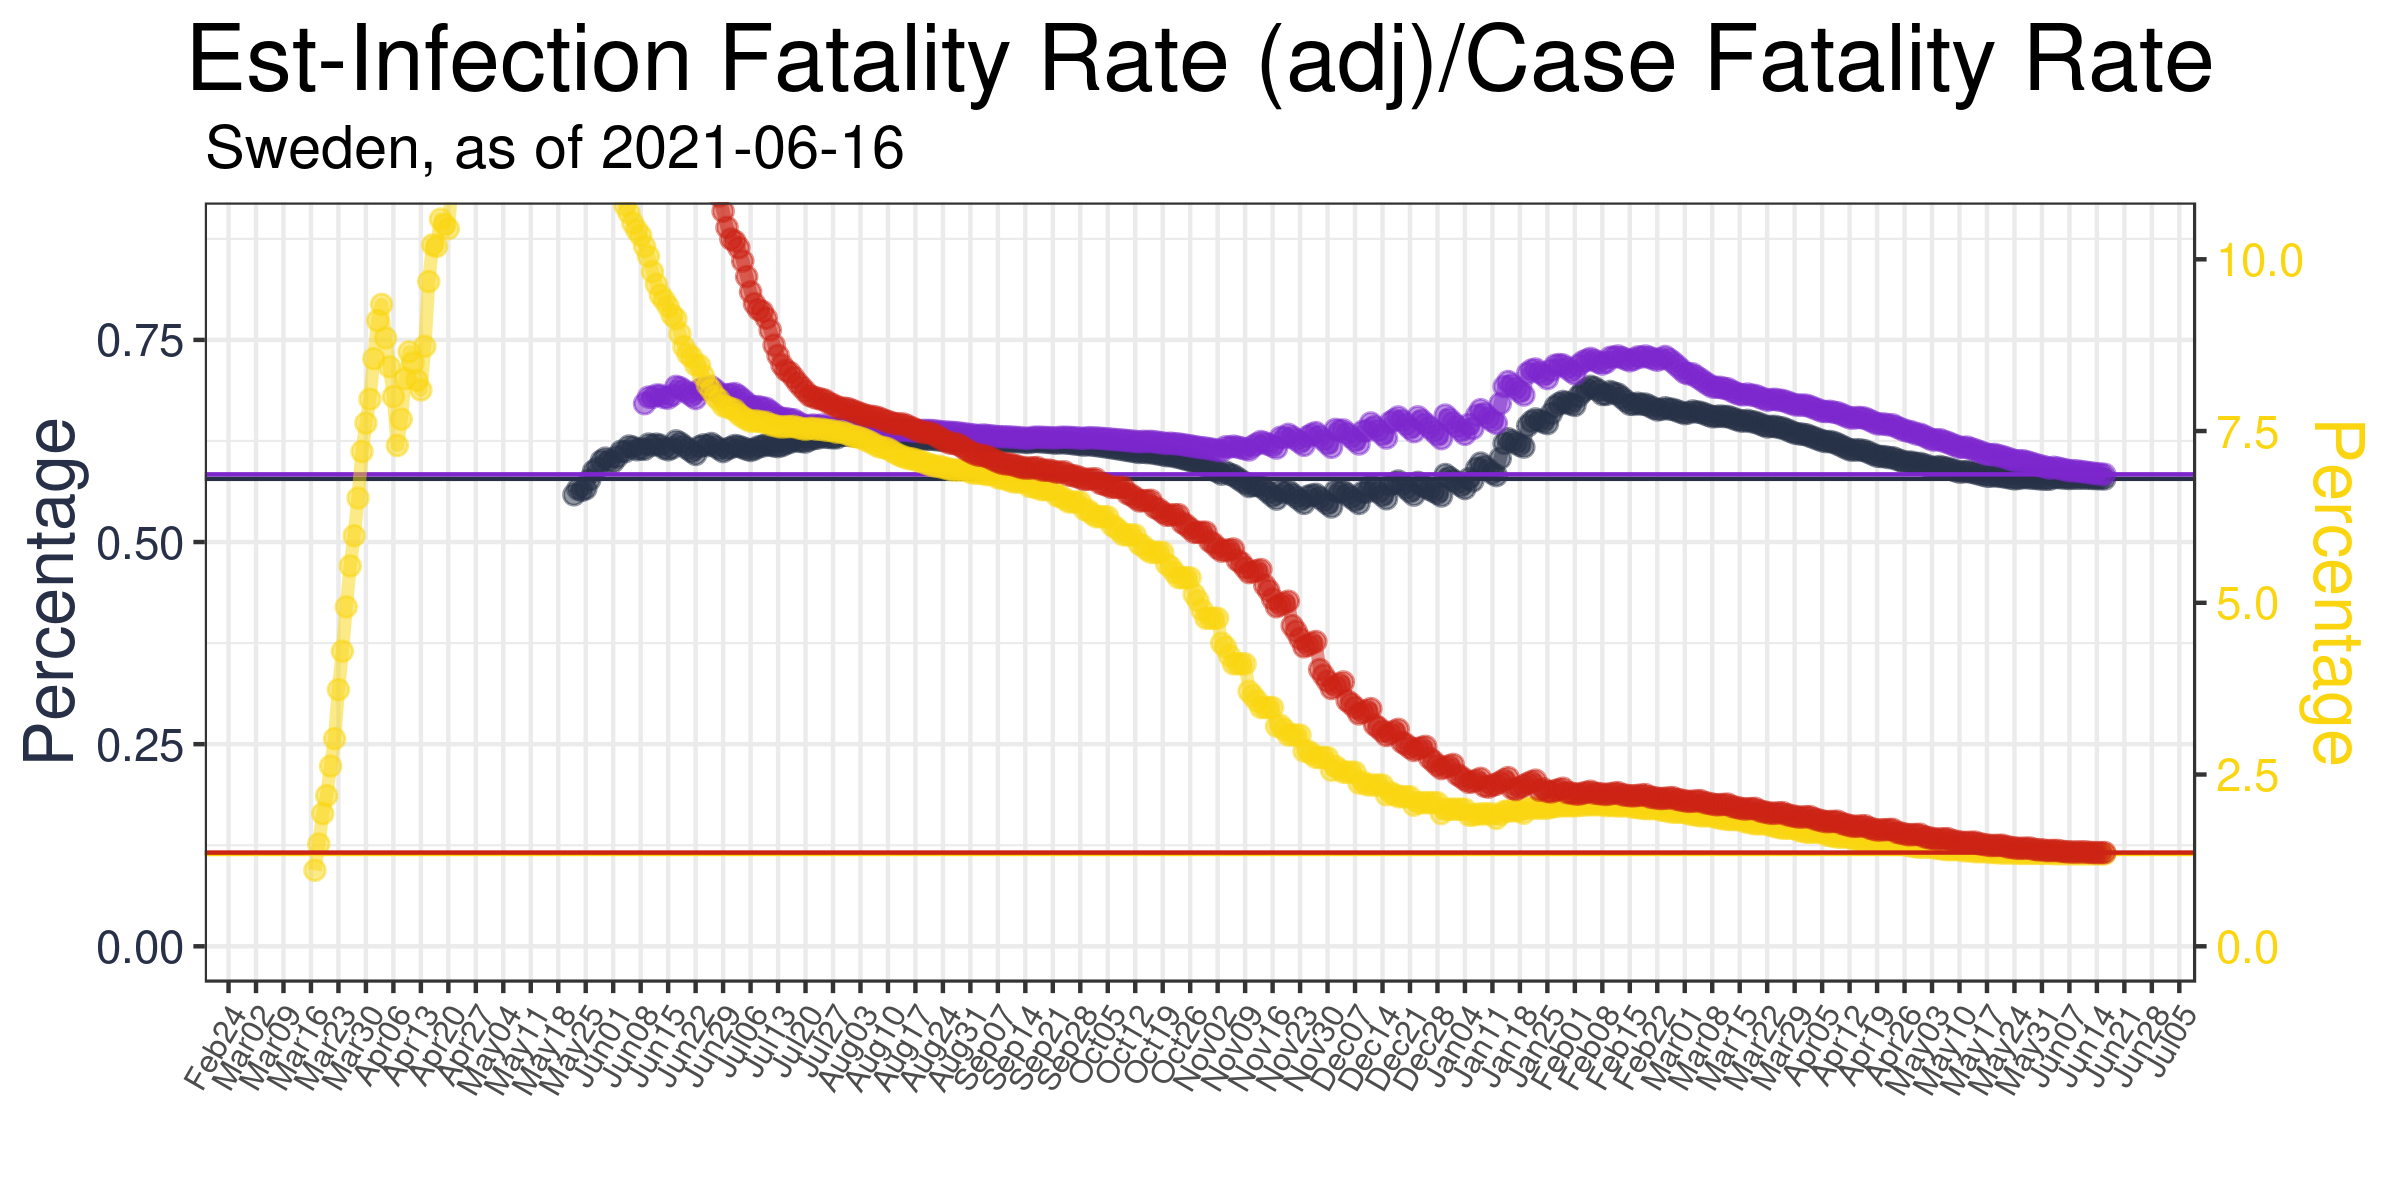 Est-Infection Fatality Rate (adj)/Case Fatality Rate
Sweden, as of 2021-06-16
Percentage
0.75
0.50
0.25
0.00
10.0
7.5
5.0
2.5
0.0
Percentage
Feb24
Mar02
Mar09
Mar16
Mar23
Mar30
Apr06
Apr13
Apr20
Apr27
May04
May11
May18
May25
Jun01
Jun08
Jun15
Jun22
Jun29
Jul06
Jul13
Jul20
Jul27
Aug03
Aug10
Aug17
Aug24
Aug31
Sep07
Sep14
Sep21
Sep28
Oct05
Oct12
Oct19
Oct26
Nov02
Nov09
Nov16
Nov23
Nov30
Dec07
Dec14
Dec21
Dec28
Jan04
Jan11
Jan18
Jan25
Feb01
Feb08
Feb15
Feb22
Mar01
Mar08
Mar15
Mar22
Mar29
Apr05
Apr12
Apr19
Apr26
May03
May10
May17
May24
May31
Jun07
Jun14
Jun21
Jun28
Jul05